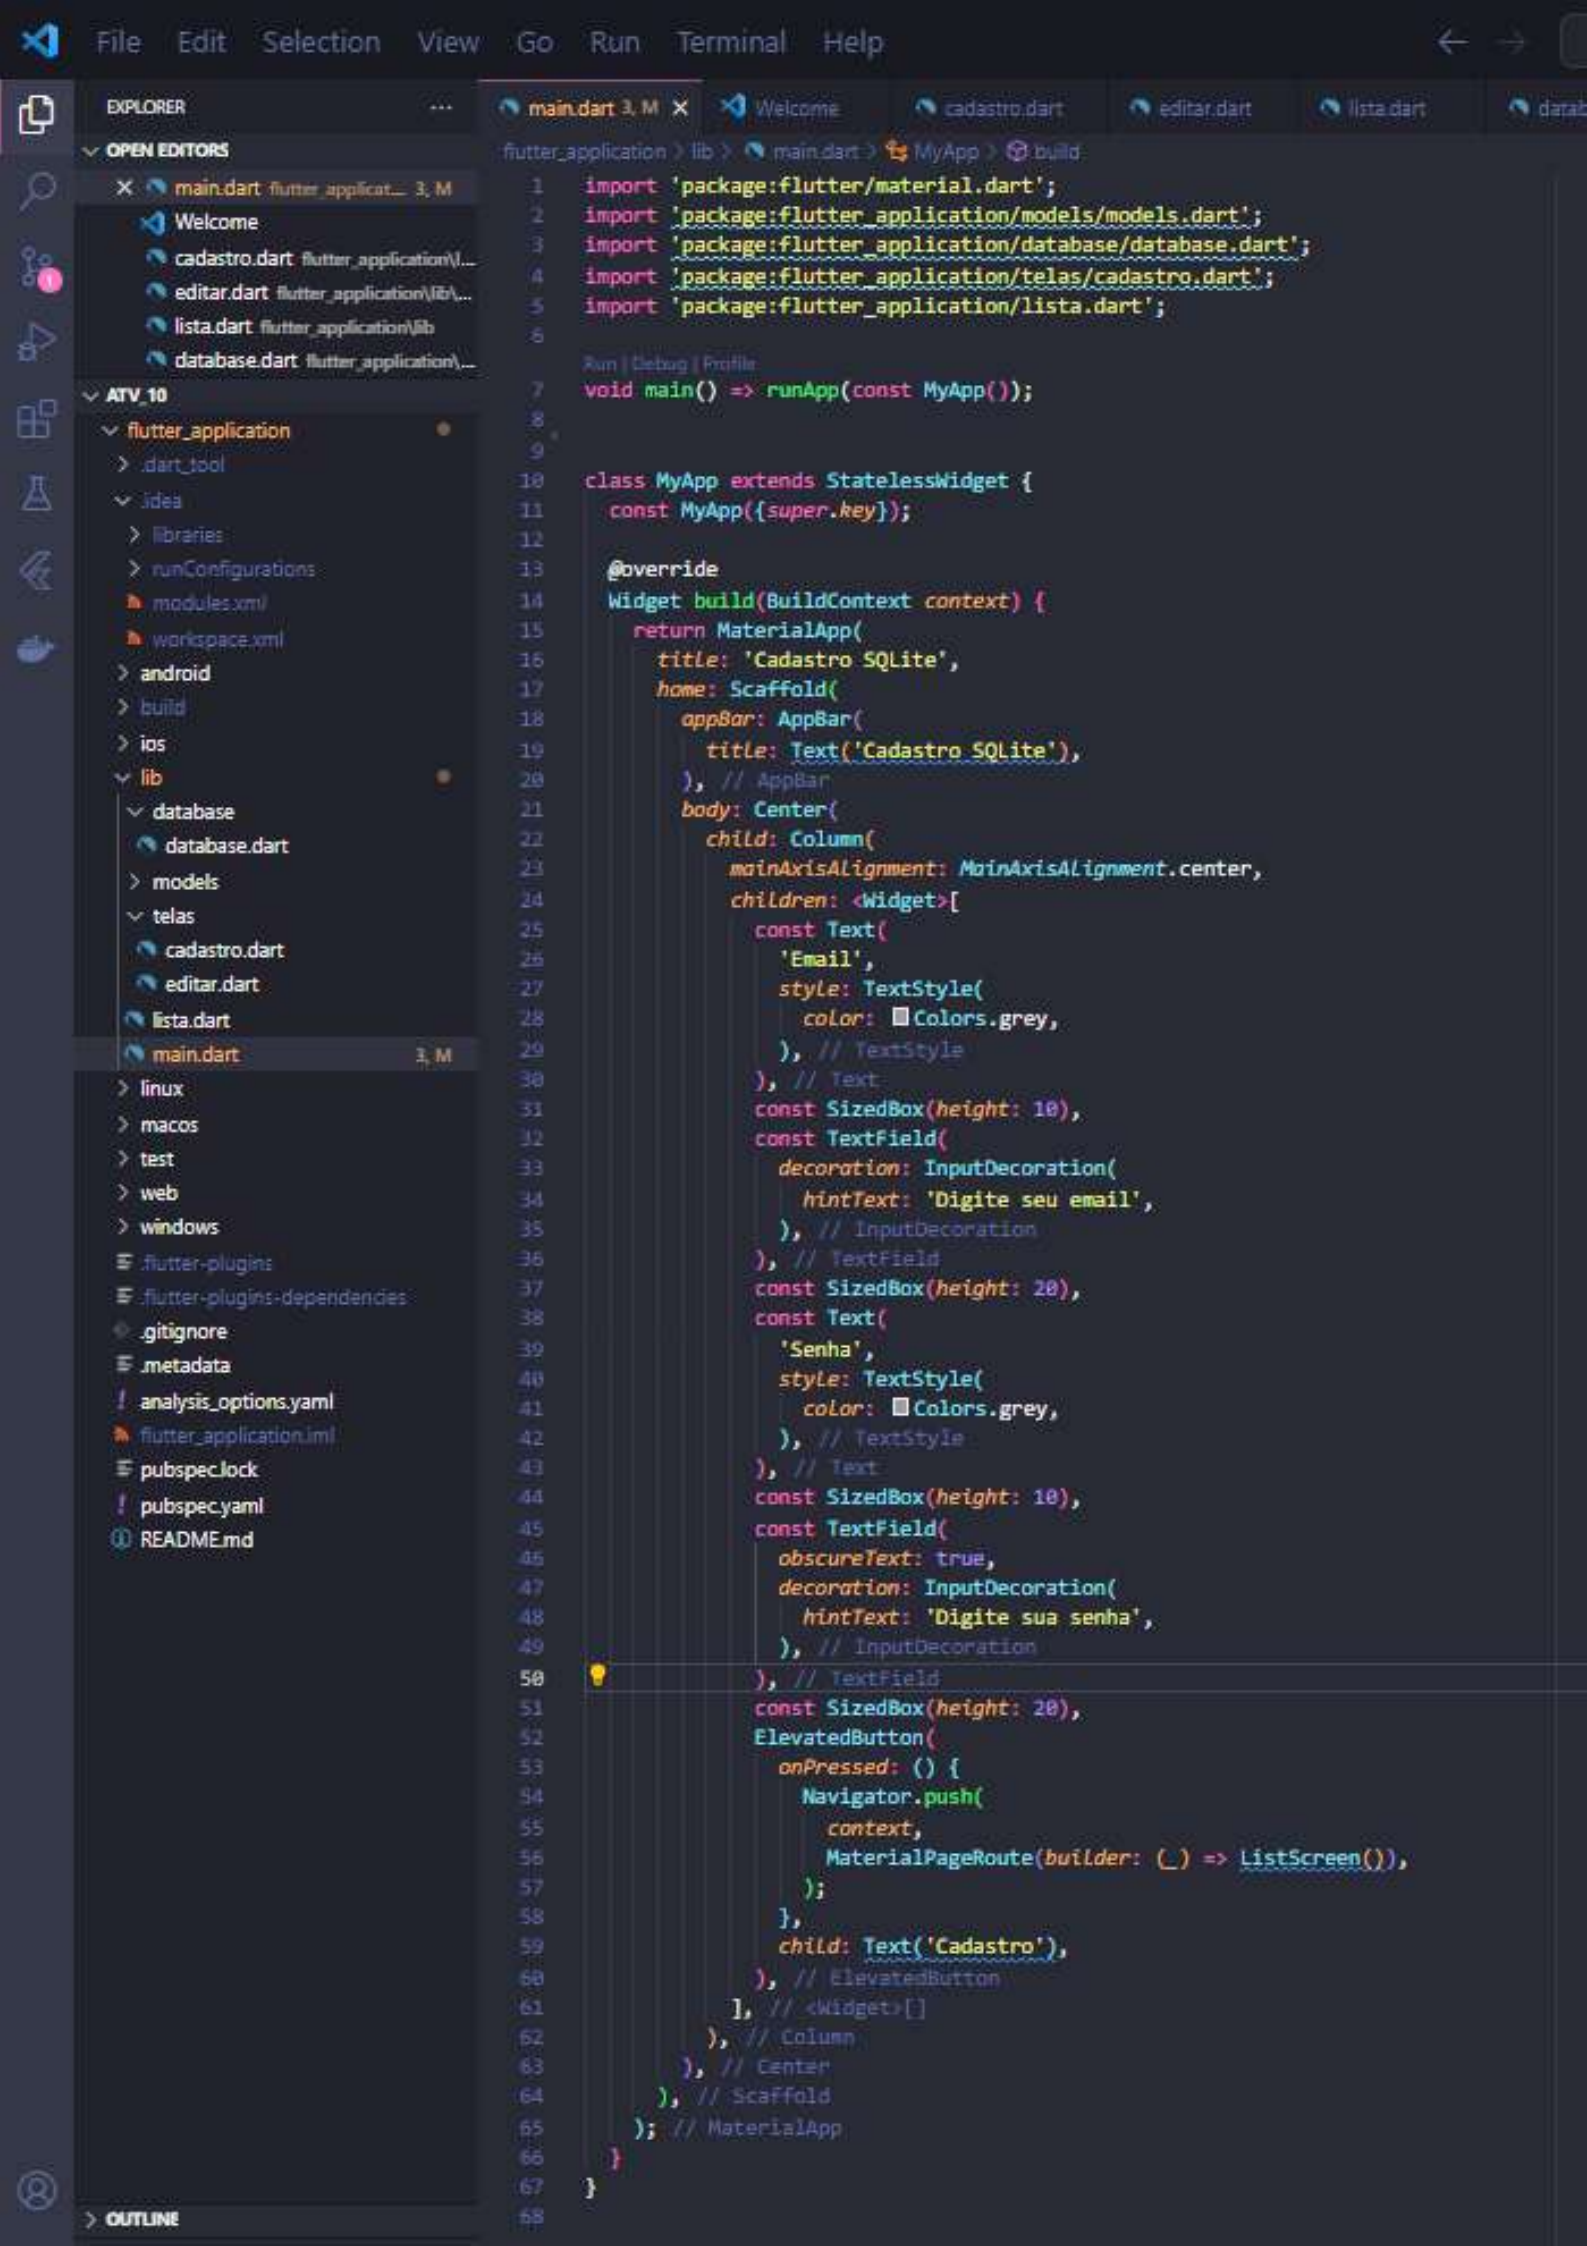 File Edit Selection View Go Run Terminal Help
EXPLORER ...
OPEN EDITORS
main.dart flutter_applicat... 3, M
Welcome
cadastro.dart flutter_application\l...
editar.dart flutter_application\lib\...
lista.dart flutter_application\lib
database.dart flutter_application\...
ATV_10
flutter_application
.dart_tool
.idea
libraries
runConfigurations
modules.xml
workspace.xml
android
build
ios
lib
database
database.dart
models
telas
cadastro.dart
editar.dart
lista.dart
main.dart 3, M
linux
macos
test
web
windows
.flutter-plugins
.flutter-plugins-dependencies
.gitignore
.metadata
analysis_options.yaml
flutter_application.iml
pubspec.lock
pubspec.yaml
README.md
OUTLINE
1
main.dart 3, M Welcome cadastro.dart editar.dart lista.dart datab
flutter_application > lib > main.dart > MyApp > build
1 import 'package:flutter/material.dart';
2 import 'package:flutter_application/models/models.dart';
3 import 'package:flutter_application/database/database.dart';
4 import 'package:flutter_application/telas/cadastro.dart';
5 import 'package:flutter_application/lista.dart';
6
Run | Debug | Profile
7 void main() => runApp(const MyApp());
8
9
10 class MyApp extends StatelessWidget {
11 const MyApp({super.key});
12
13 @override
14 Widget build(BuildContext context) {
15 return MaterialApp(
16 title: 'Cadastro SQLite',
17 home: Scaffold(
18 appBar: AppBar(
19 title: Text('Cadastro SQLite'),
20 ), // AppBar
21 body: Center(
22 child: Column(
23 mainAxisAlignment: MainAxisAlignment.center,
24 children: <Widget>[
25 const Text(
26 'Email',
27 style: TextStyle(
28 color: Colors.grey,
29 ), // TextStyle
30 ), // Text
31 const SizedBox(height: 10),
32 const TextField(
33 decoration: InputDecoration(
34 hintText: 'Digite seu email',
35 ), // InputDecoration
36 ), // TextField
37 const SizedBox(height: 20),
38 const Text(
39 'Senha',
40 style: TextStyle(
41 color: Colors.grey,
42 ), // TextStyle
43 ), // Text
44 const SizedBox(height: 10),
45 const TextField(
46 obscureText: true,
47 decoration: InputDecoration(
48 hintText: 'Digite sua senha',
49 ), // InputDecoration
50 ), // TextField
51 const SizedBox(height: 20),
52 ElevatedButton(
53 onPressed: () {
54 Navigator.push(
55 context,
56 MaterialPageRoute(builder: (_) => ListScreen()),
57 );
58 },
59 child: Text('Cadastro'),
60 ), // ElevatedButton
61 ], // <Widget>[]
62 ), // Column
63 ), // Center
64 ), // Scaffold
65 ); // MaterialApp
66 }
67 }
68